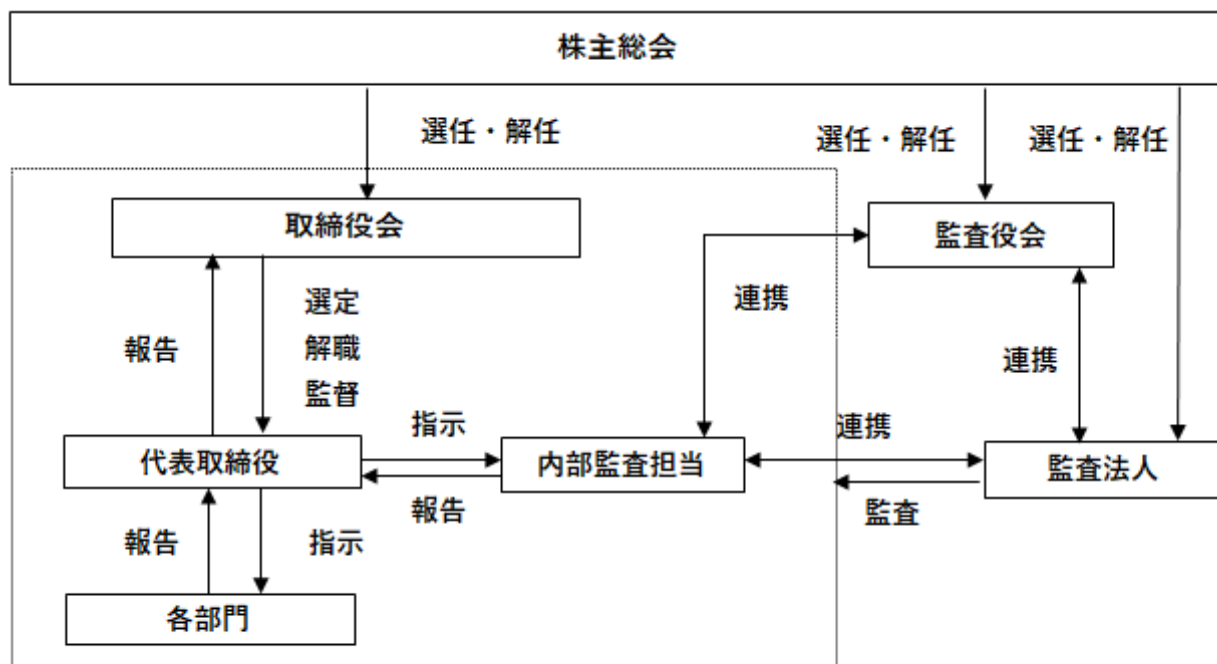 株主総会
選任・解任
選任・解任
選任・解任
取締役会
監査役会
連携
選定
解職
監督
報告
連携
指示
連携
代表取締役
内部監査担当
監査法人
報告
監査
報告
指示
各部門